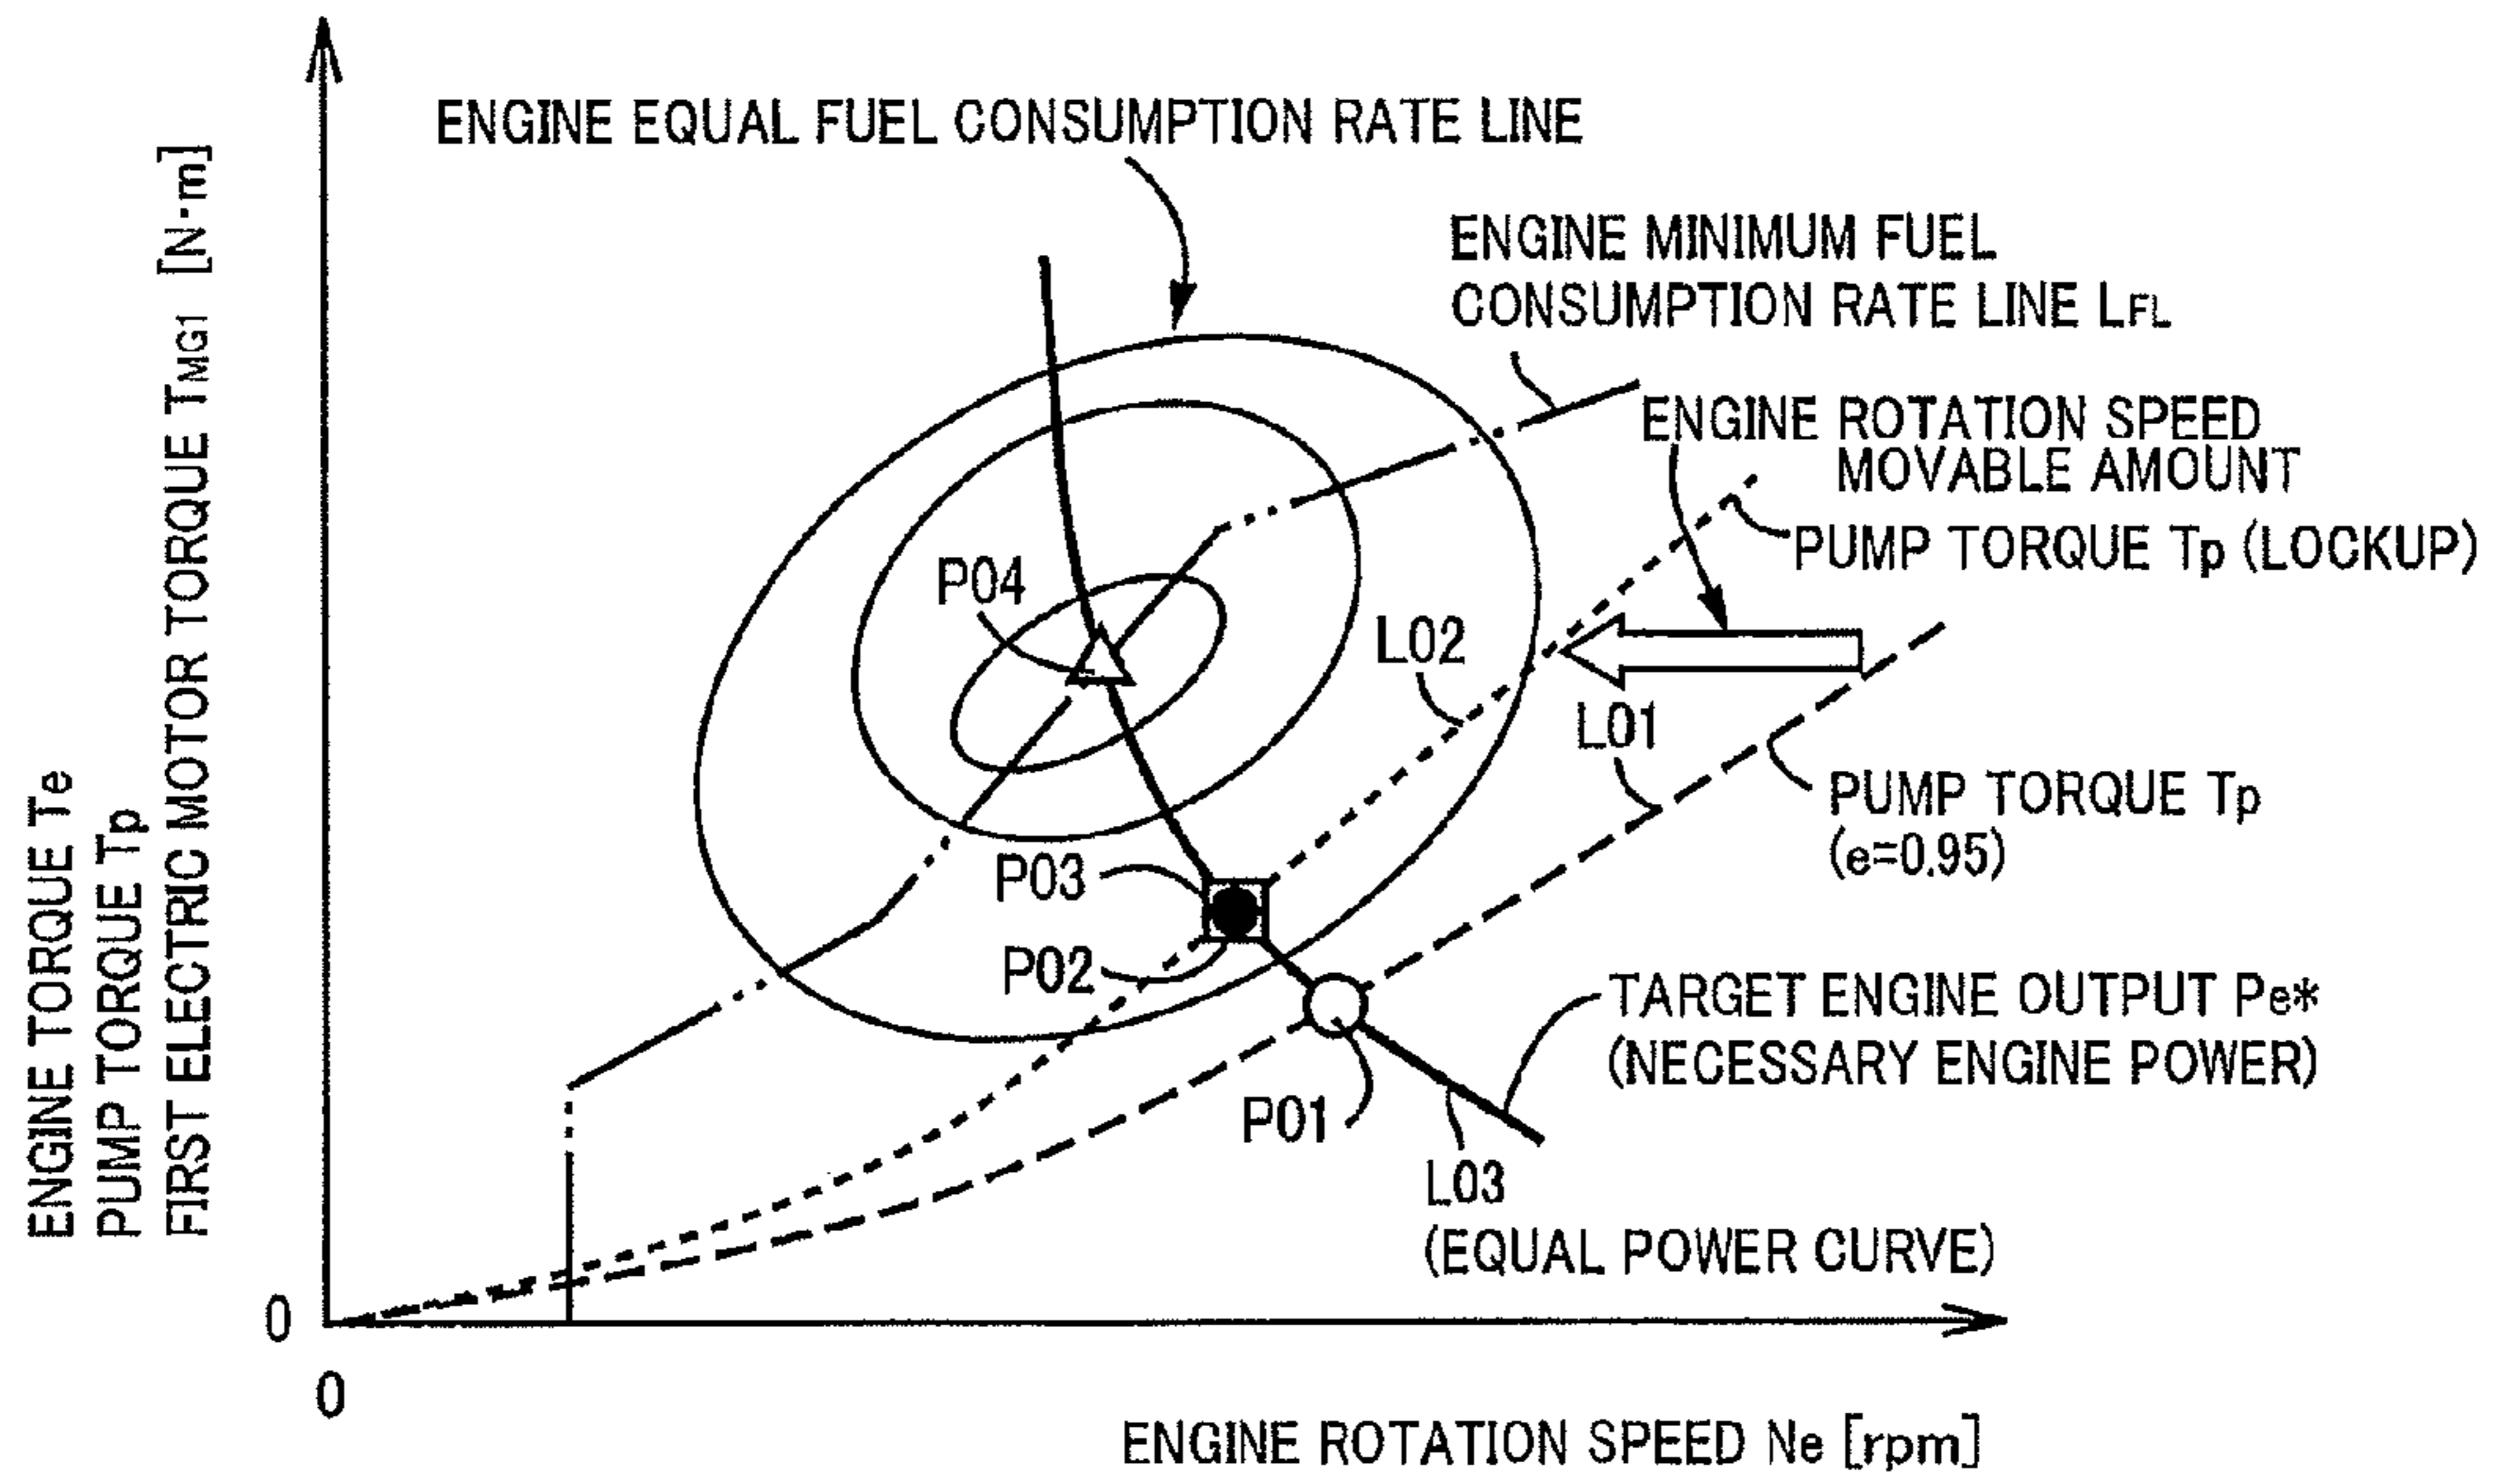 ENGINE EQUAL FUEL CONSUMPTION RATE LINE
ENGINE MINIMUM FUEL
CONSUMPTION RATE LINE LFL
ENGINE ROTATION SPEED
MOVABLE AMOUNT
PUMP TORQUE Tp (LOCKUP)
P04
L02
L01
PUMP TORQUE Tp
(e=0.95)
P03
P02
TARGET ENGINE OUTPUT Pe*
(NECESSARY ENGINE POWER)
P01
L03
(EQUAL POWER CURVE)
ENGINE TORQUE Te
PUMP TORQUE Tp
FIRST ELECTRIC MOTOR TORQUE TMG1 [N·m]
0
0
ENGINE ROTATION SPEED Ne [rpm]